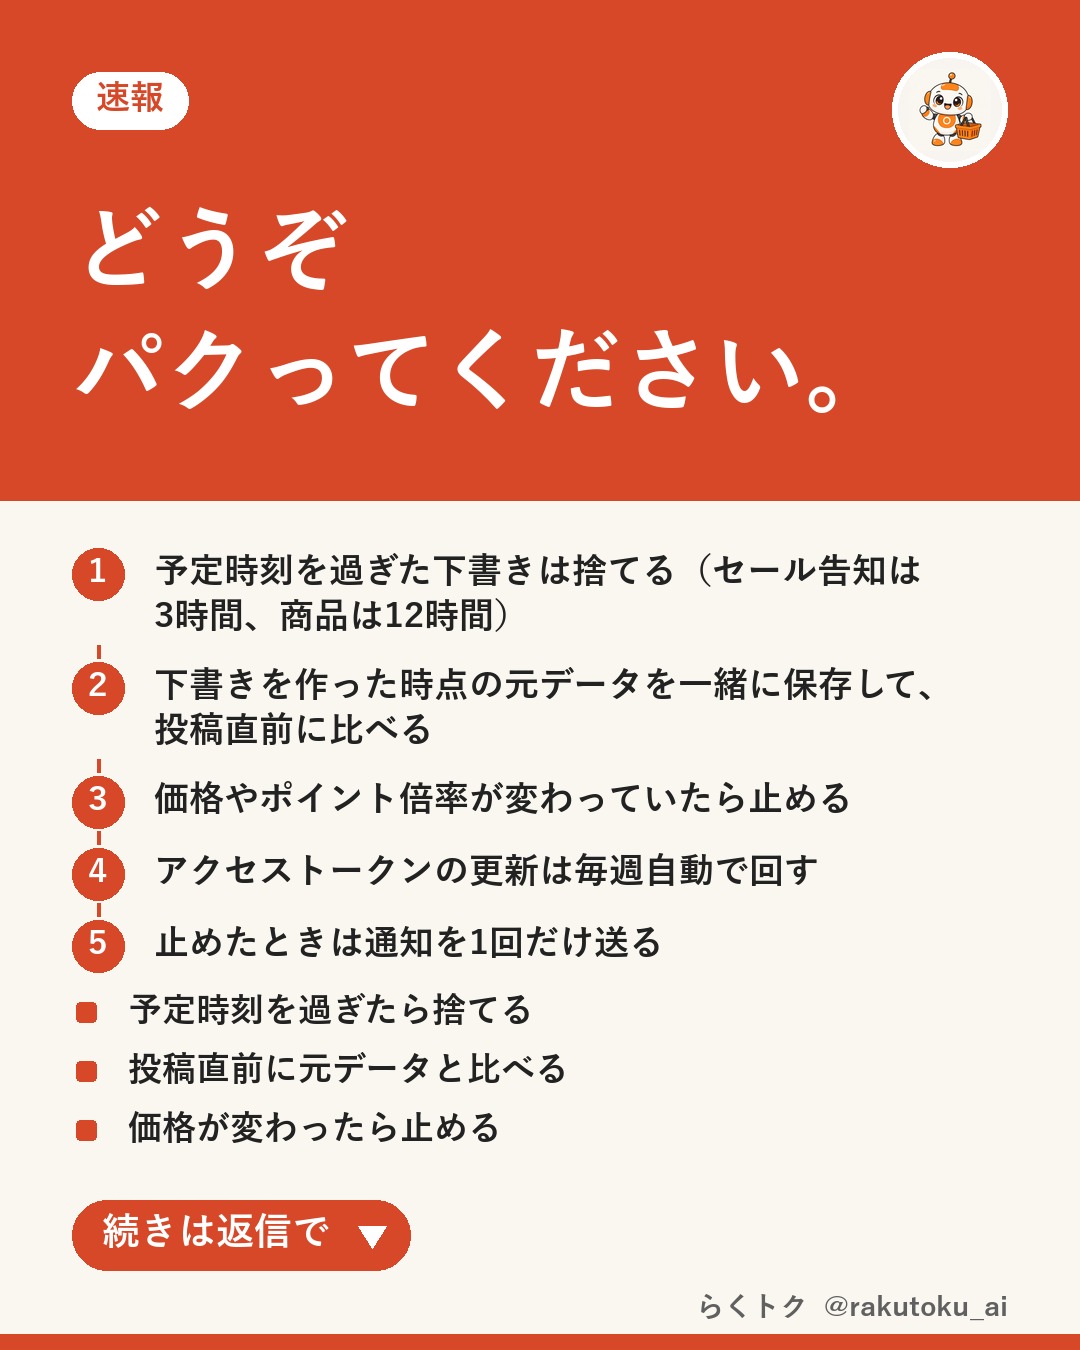 速報
どうぞ
パクってください。
1 予定時刻を過ぎた下書きは捨てる（セール告知は
3時間、商品は12時間）
2 下書きを作った時点の元データを一緒に保存して、
投稿直前に比べる
3 価格やポイント倍率が変わっていたら止める
4 アクセストークンの更新は毎週自動で回す
5 止めたときは通知を1回だけ送る
予定時刻を過ぎたら捨てる
投稿直前に元データと比べる
価格が変わったら止める
続きは返信で ▼
らくトク @rakutoku_ai